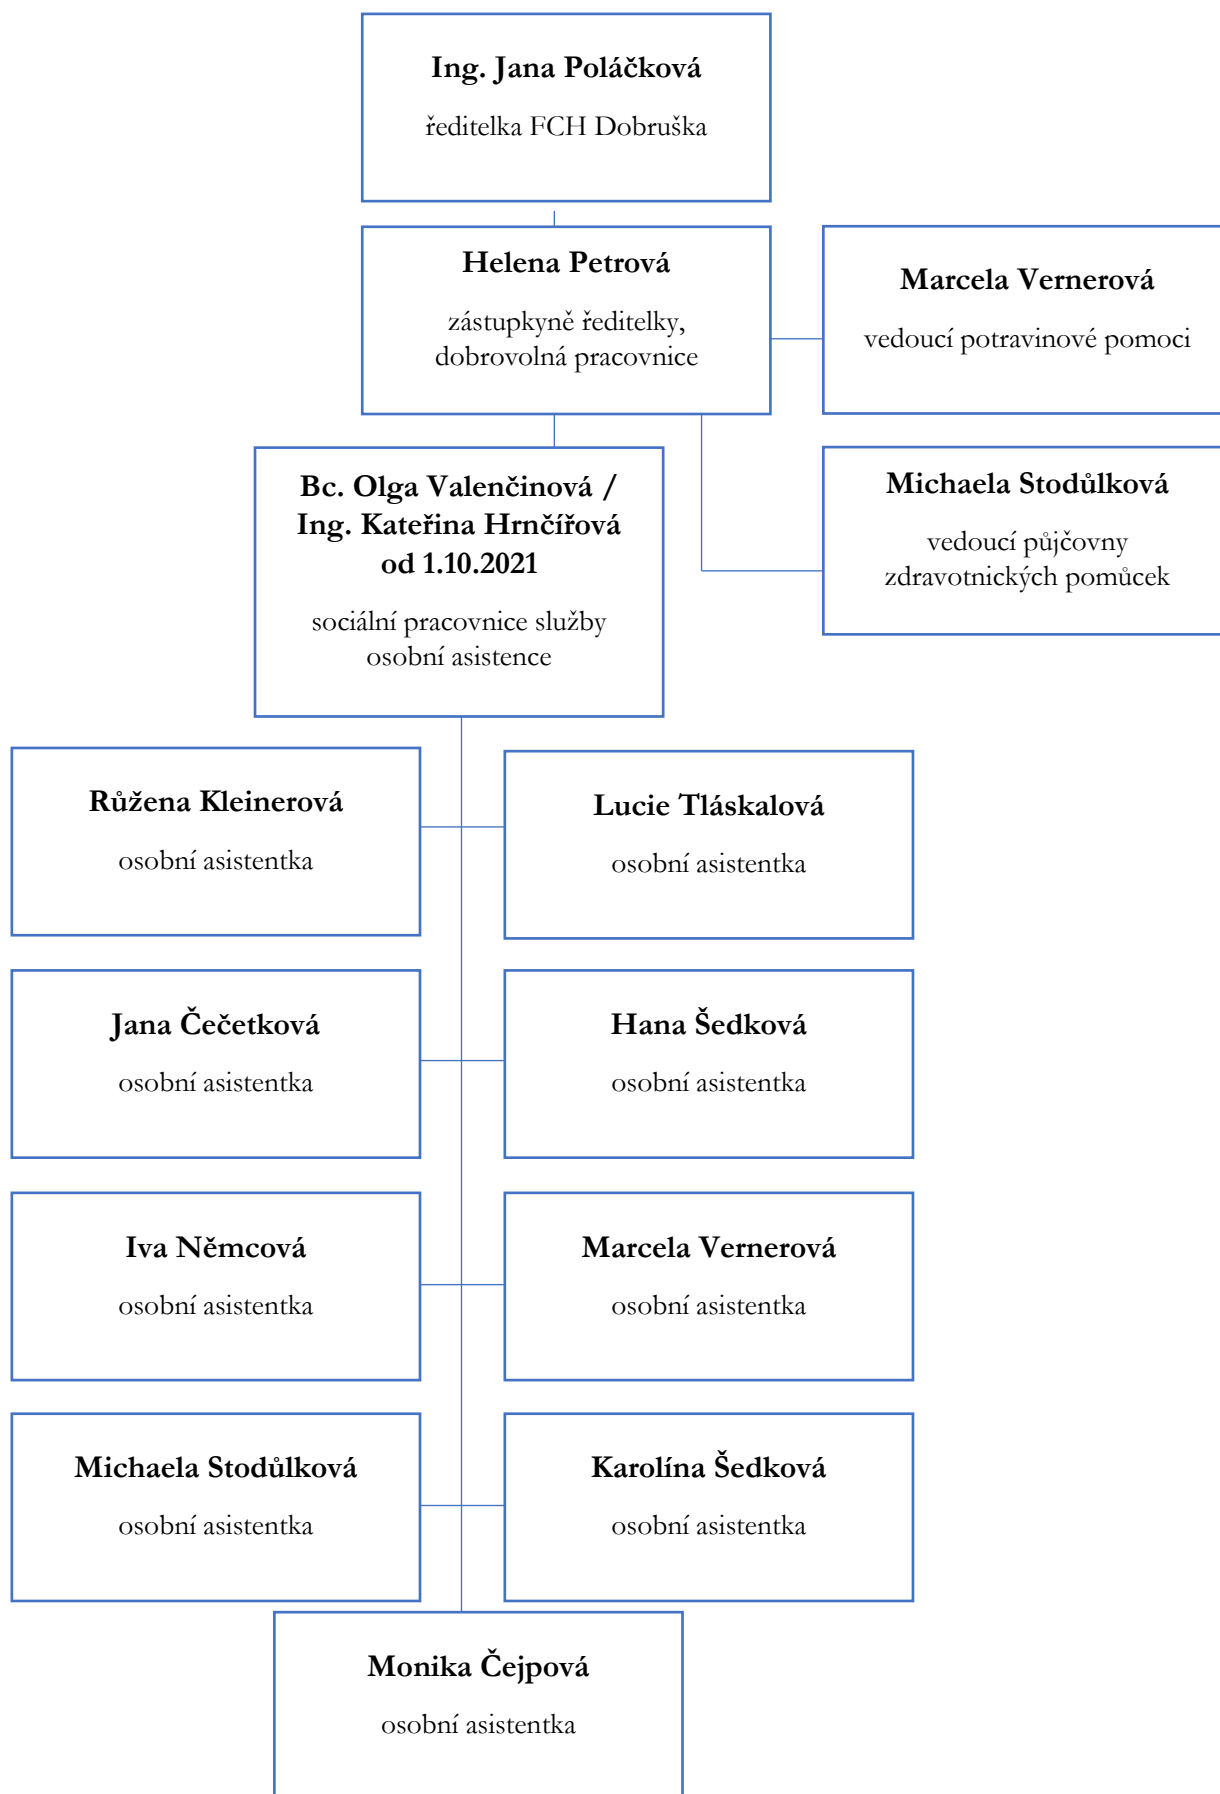 Ing. Jana Poláčková
ředitelka FCH Dobruška
Helena Petrová
zástupkyně ředitelky,
dobrovolná pracovnice
Marcela Vernerová
vedoucí potravinové pomoci
Bc. Olga Valenčinová /
Ing. Kateřina Hrnčířová
od 1.10.2021
sociální pracovnice služby
osobní asistence
Michaela Stodůlková
vedoucí půjčovny
zdravotnických pomůcek
Růžena Kleinerová
osobní asistentka
Lucie Tláskalová
osobní asistentka
Jana Čečetková
osobní asistentka
Hana Šedková
osobní asistentka
Iva Němcová
osobní asistentka
Marcela Vernerová
osobní asistentka
Michaela Stodůlková
osobní asistentka
Karolína Šedková
osobní asistentka
Monika Čejpová
osobní asistentka